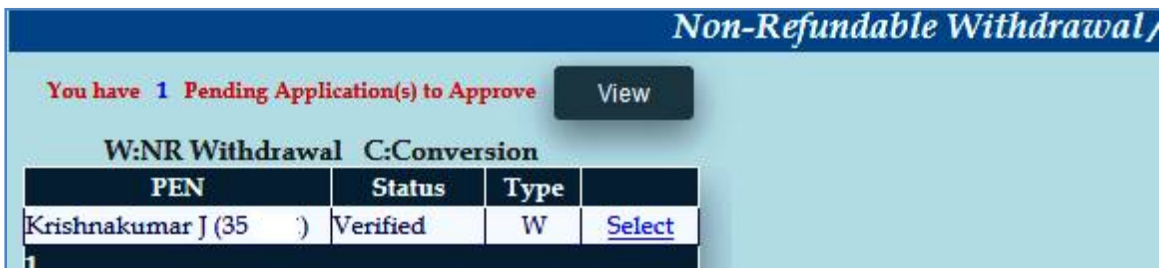 Non-Refundable Withdrawal/
You have 1 Pending Application(s) to Approve View
W:NR Withdrawal C:Conversion
PEN Status Type
Krishnakumar J (35 ) Verified W Select
1